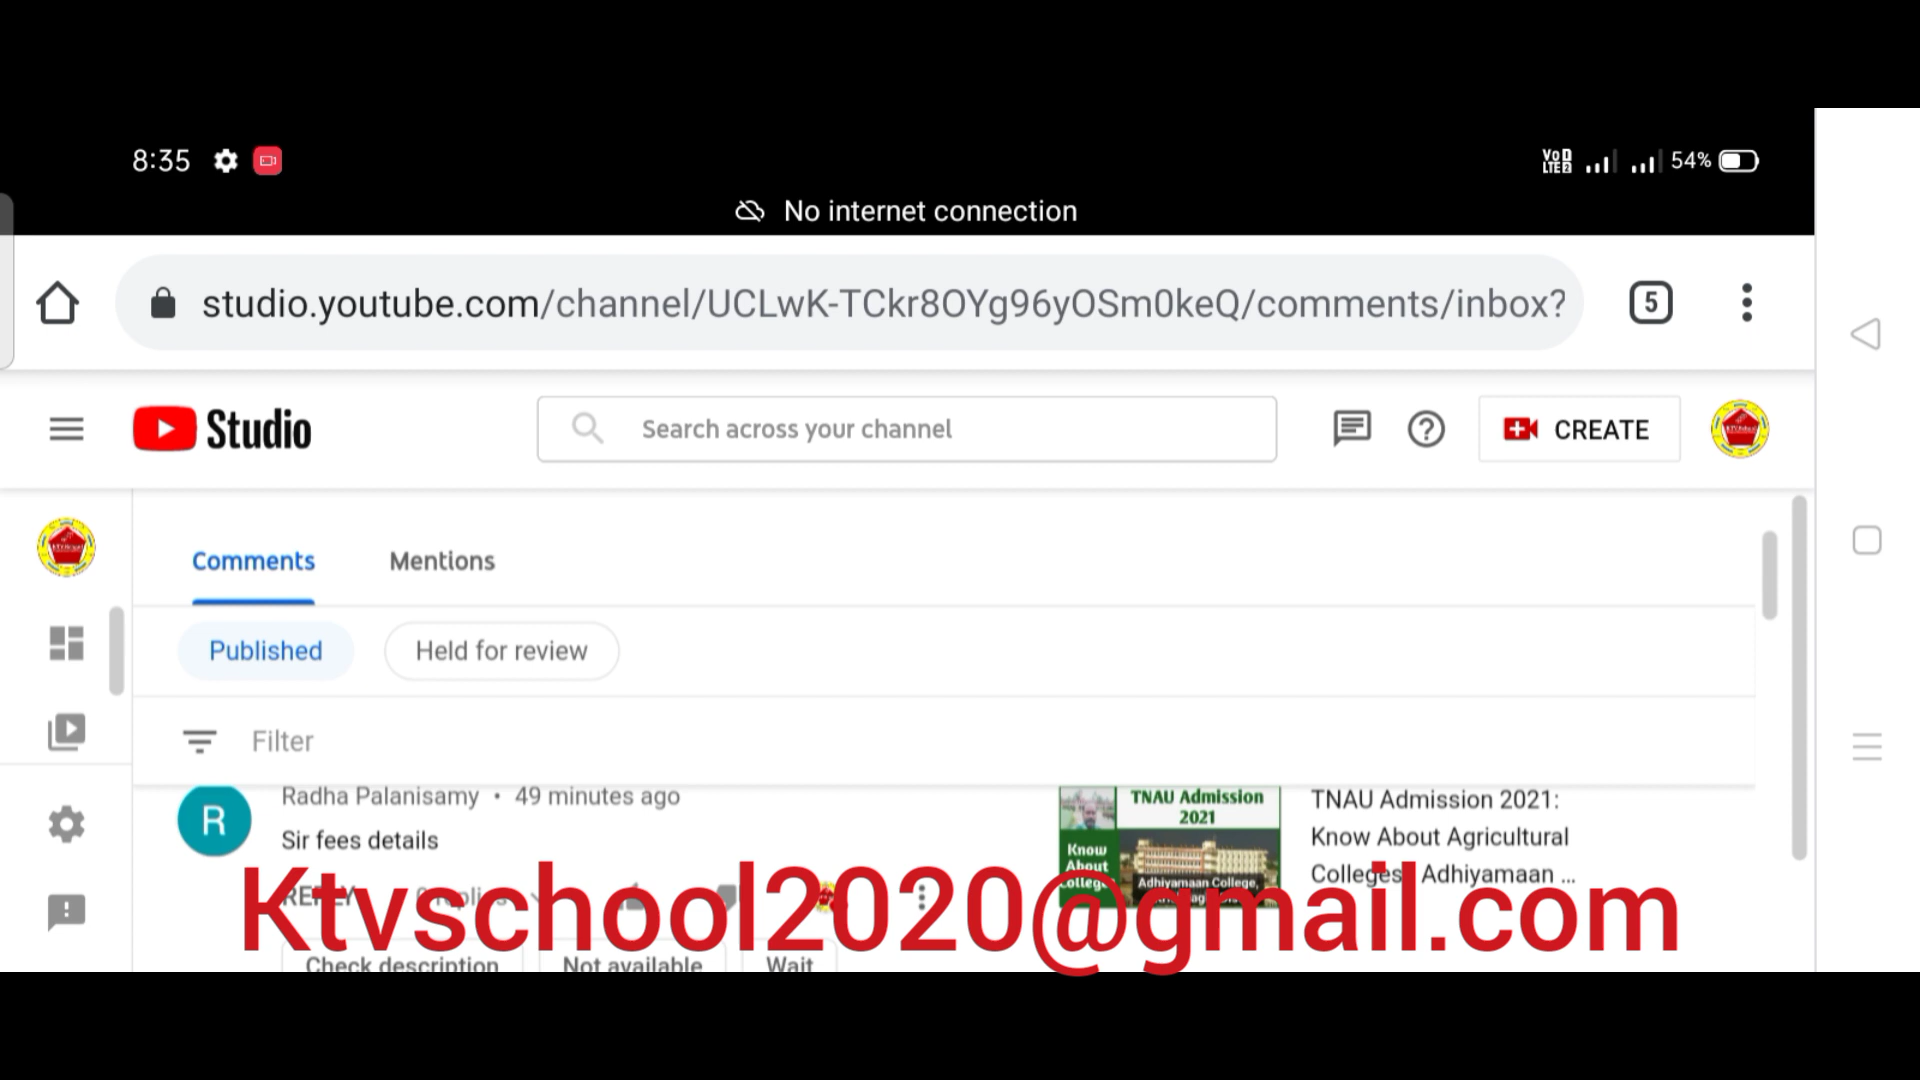 8:35
VoD LTE2 54%
No internet connection
studio.youtube.com/channel/UCLwK-TCkr8OYg96yOSm0keQ/comments/inbox?
5
Studio
Search across your channel
CREATE
Comments Mentions
Published Held for review
Filter
R
Radha Palanisamy • 49 minutes ago
Sir fees details
REPLY
TNAU Admission
2021
Know
About
Adhiyamaan College,
TNAU Admission 2021:
Know About Agricultural
Colleges Adhiyamaan ...
Ktvschool2020@gmail.com
Check description Not available Wait